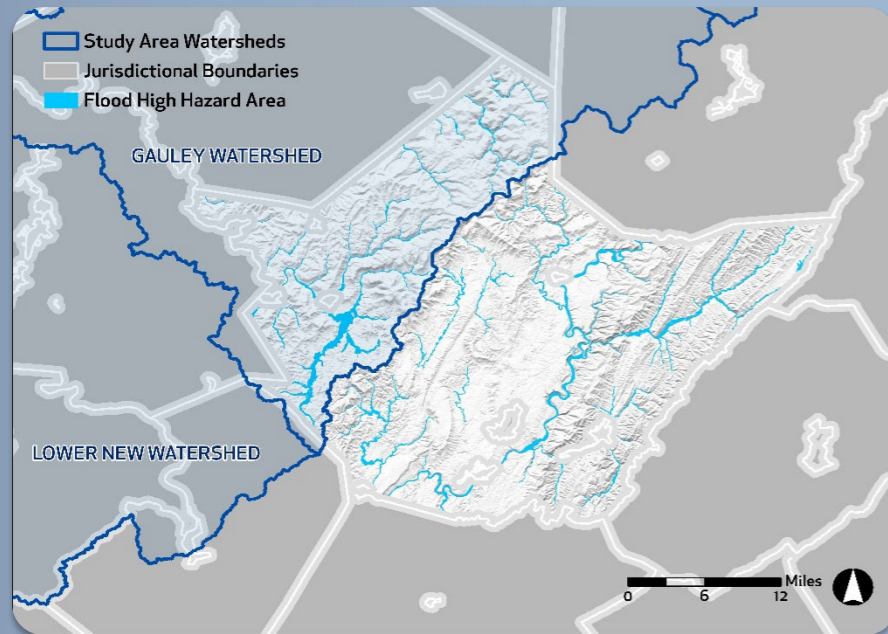 Study Area Watersheds
Jurisdictional Boundaries
Flood High Hazard Area
GAULEY WATERSHED
LOWER NEW WATERSHED
Miles
0 6 12